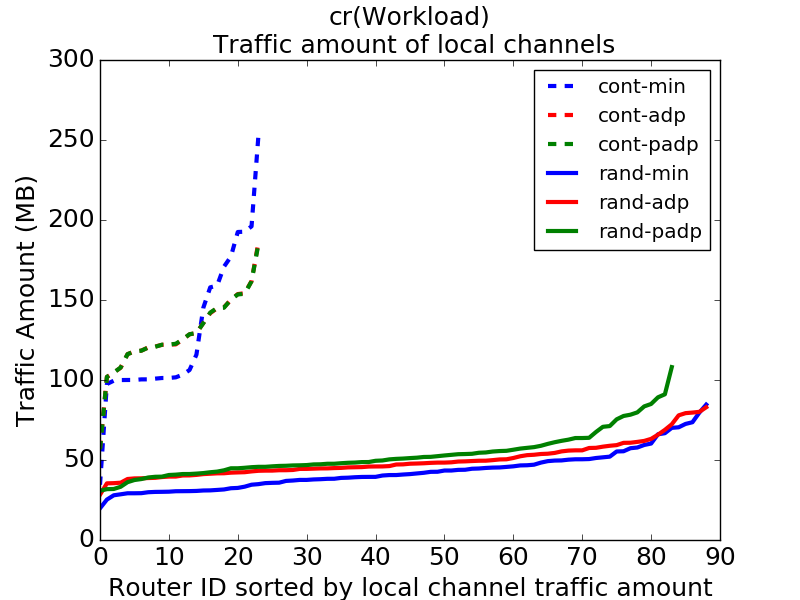 cr(Workload)
Traffic amount of local channels
300
250
200
150
100
50
0
Traffic Amount (MB)
cont-min
cont-adp
cont-padp
rand-min
rand-adp
rand-padp
0 10 20 30 40 50 60 70 80 90
Router ID sorted by local channel traffic amount